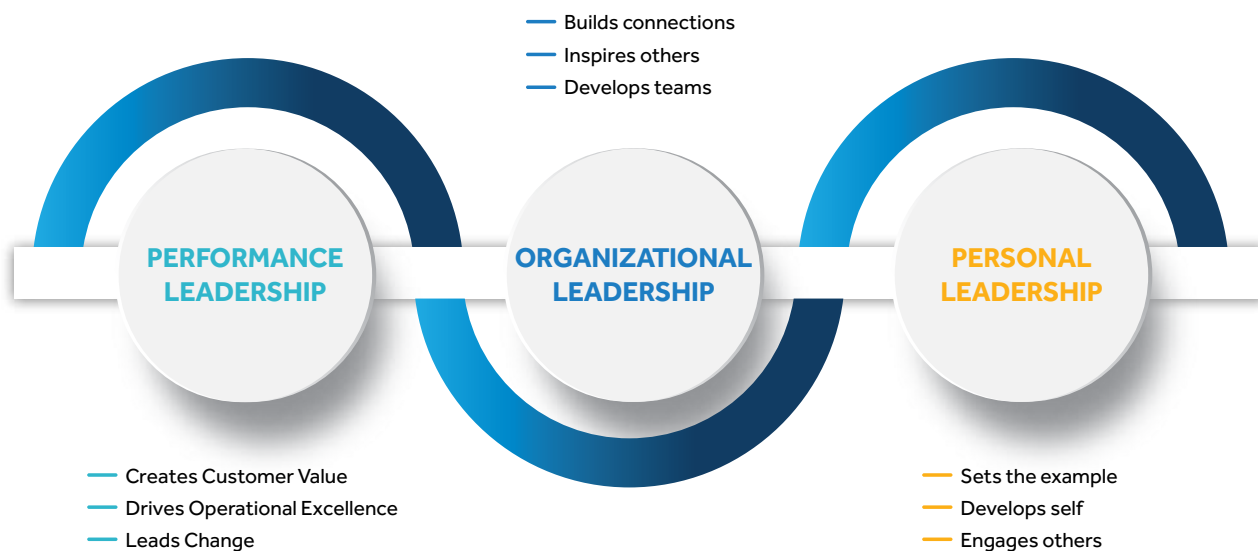 Builds connections
Inspires others
Develops teams
PERFORMANCE
LEADERSHIP
ORGANIZATIONAL
LEADERSHIP
PERSONAL
LEADERSHIP
Creates Customer Value
Drives Operational Excellence
Leads Change
Sets the example
Develops self
Engages others